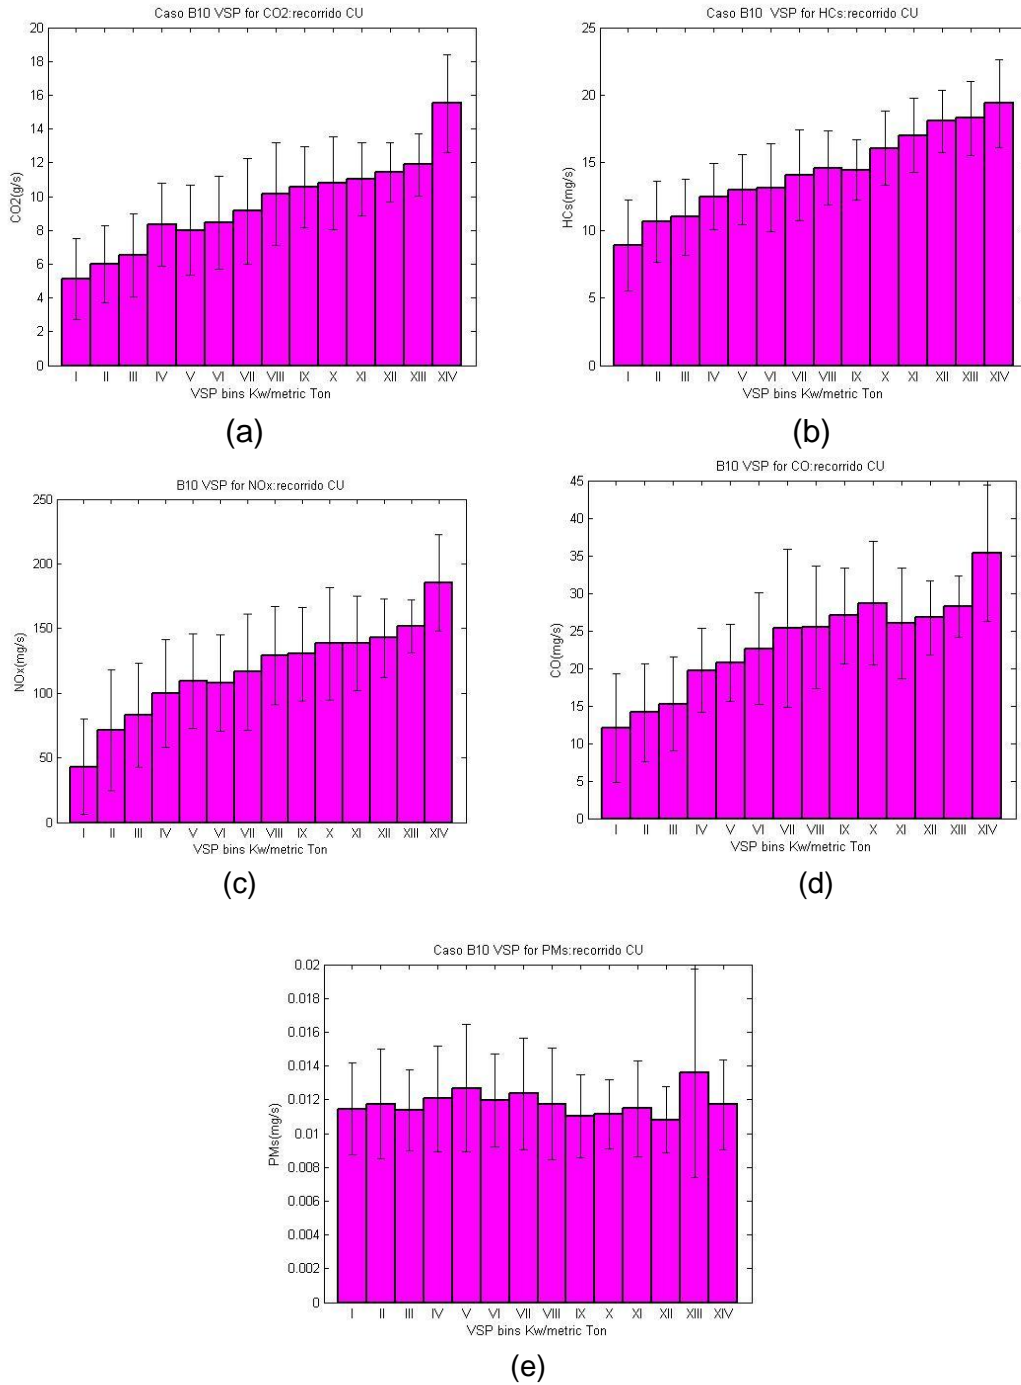 Caso B10 VSP for CO2:recorrido CU
20
18
16
14
12
10
8
6
4
2
0
CO2(g/s)
I II III IV V VI VII VIII IX X XI XII XIII XIV
VSP bins Kw/metric Ton
(a)
Caso B10 VSP for HCs:recorrido CU
25
20
15
10
5
0
HCs(mg/s)
I II III IV V VI VII VIII IX X XI XII XIII XIV
VSP bins Kw/metric Ton
(b)
B10 VSP for NOx:recorrido CU
250
200
150
100
50
0
NOx(mg/s)
I II III IV V VI VII VIII IX X XI XII XIII XIV
VSP bins Kw/metric Ton
(c)
B10 VSP for CO:recorrido CU
45
40
35
30
25
20
15
10
5
0
CO(mg/s)
I II III IV V VI VII VIII IX X XI XII XIII XIV
VSP bins Kw/metric Ton
(d)
Caso B10 VSP for PMs:recorrido CU
0.02
0.018
0.016
0.014
0.012
0.01
0.008
0.006
0.004
0.002
0
PMs(mg/s)
I II III IV V VI VII VIII IX X XI XII XIII XIV
VSP bins Kw/metric Ton
(e)